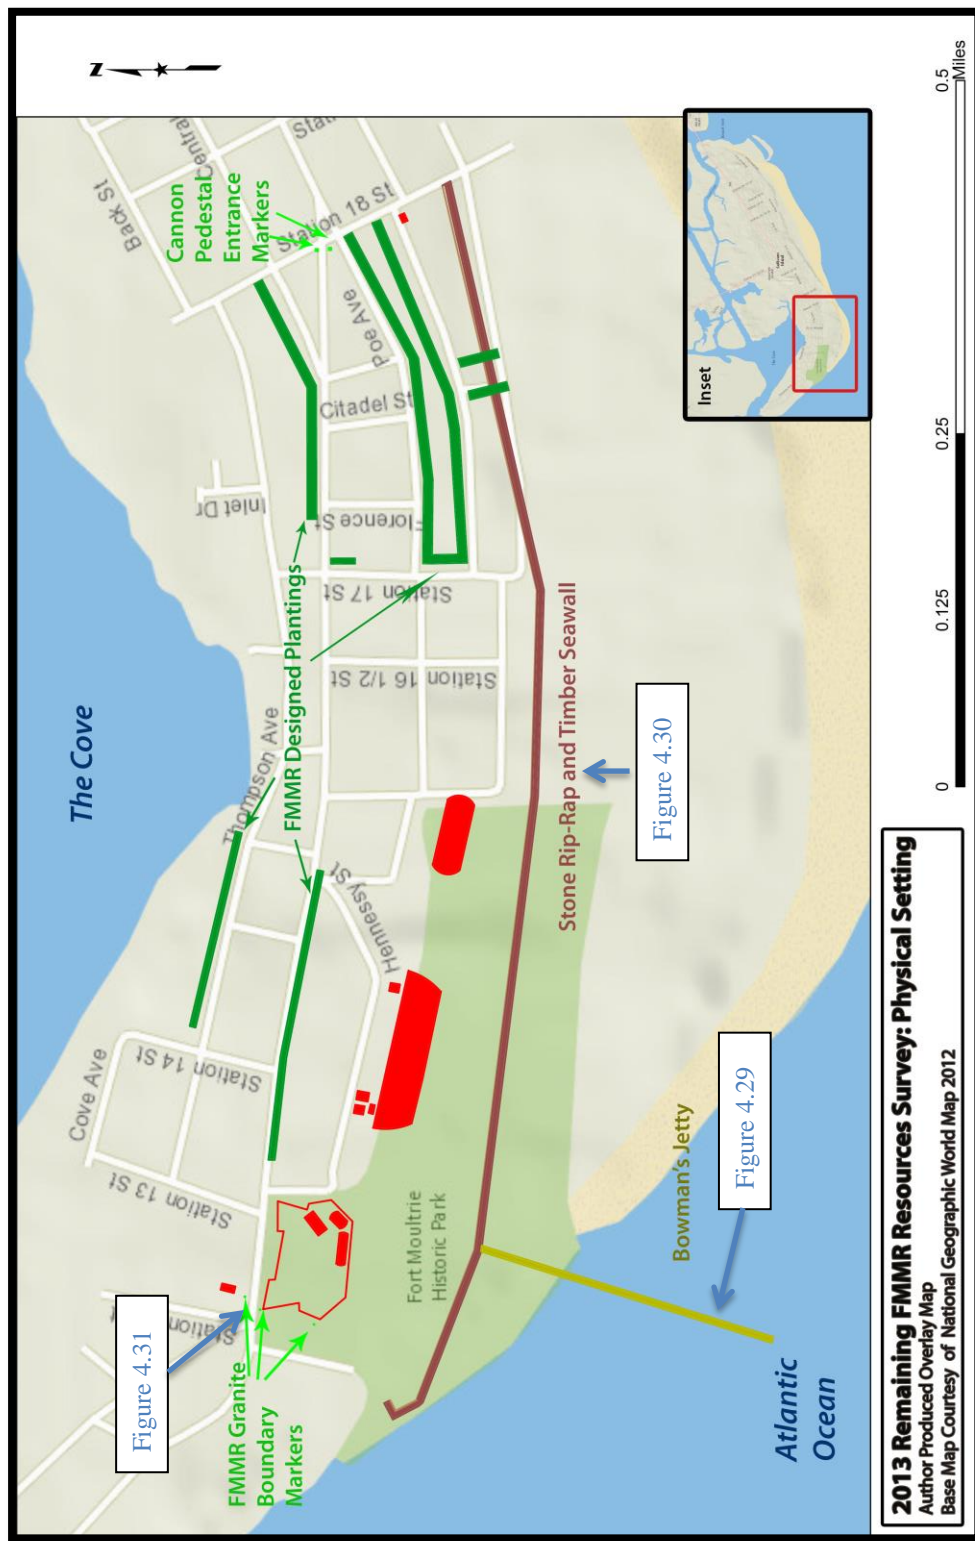 N
The Cove
Back St
Central
Stati
Cannon
Pedestal
Entrance
Markers
Station 18 St
Poe Ave
Citadel St
Inlet Dr
Florence St
Station 17 St
Station 16 1/2 St
FMMR Designed Plantings
Thompson Ave
Hennessy St
Station 14 St
Cove Ave
Station 13 St
Station
Figure 4.31
FMMR Granite
Boundary
Markers
Fort Moultrie
Historic Park
Stone Rip-Rap and Timber Seawall
Figure 4.30
Bowman's Jetty
Figure 4.29
Atlantic
Ocean
Inset
2013 Remaining FMMR Resources Survey: Physical Setting
Author Produced Overlay Map
Base Map Courtesy of National Geographic World Map 2012
0 0.125 0.25 0.5
Miles